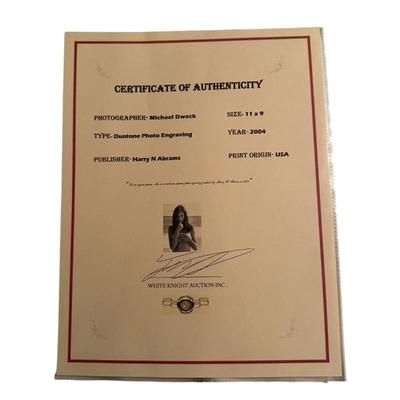 CERTIFICATE OF AUTHENTICITY
PHOTOGRAPHER- Michael Dweck
SIZE- 11 x 9
TYPE- Duotone Photo Engraving
YEAR- 2004
PUBLISHER- Harry N Abrams
PRINT ORIGIN- USA
WHITE KNIGHT AUCTION INC.